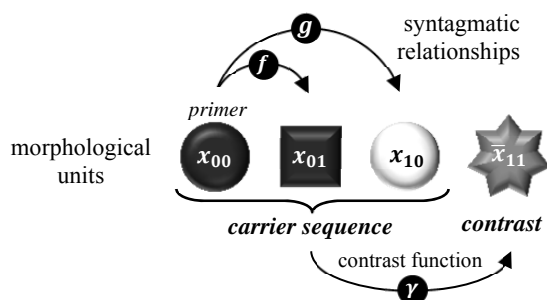 g
syntagmatic
relationships
f
primer
morphological
units
x₀₀
x₀₁
x₁₀
x̅₁₁
carrier sequence
contrast
contrast function
γ